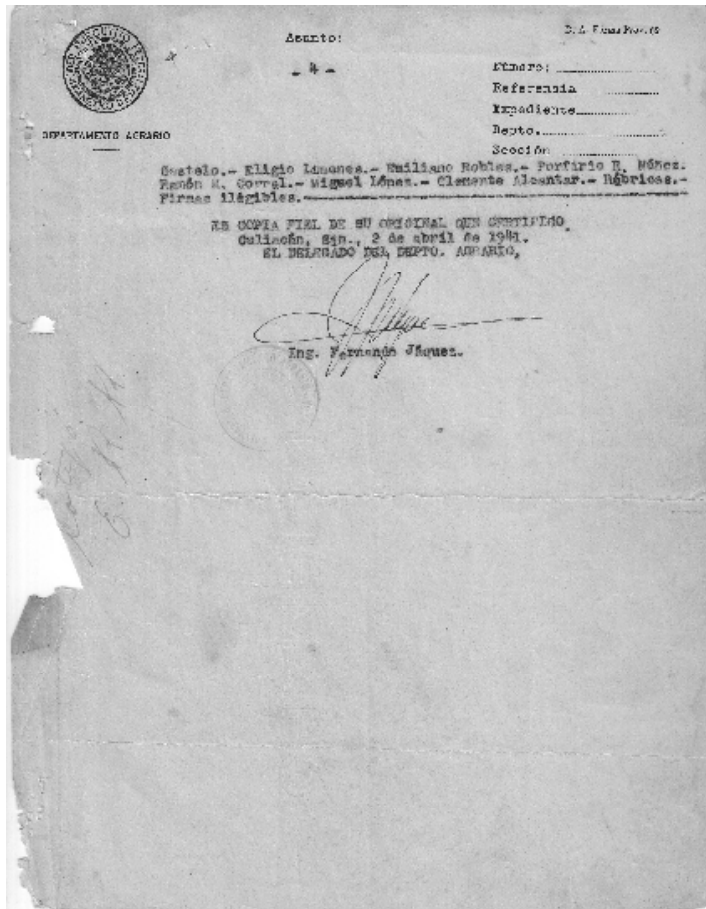 Asunto:
- 4 -
Número:
Referencia
Expediente
Depto.
Sección
DEPARTAMENTO AGRARIO
Castelo.- Eligio Limones.- Emiliano Robles.- Porfirio R. Núñez.
Ramón M. Corral.- Miguel López.- Clemente Alcantar.- Rúbricas.-
Firmas ilegibles.-
ES COPIA FIEL DE SU ORIGINAL QUE CERTIFICO.
Culiacán, Sin., 2 de abril de 1941.
EL DELEGADO DEL DEPTO. AGRARIO,
Ing. Fernando Jáquez.